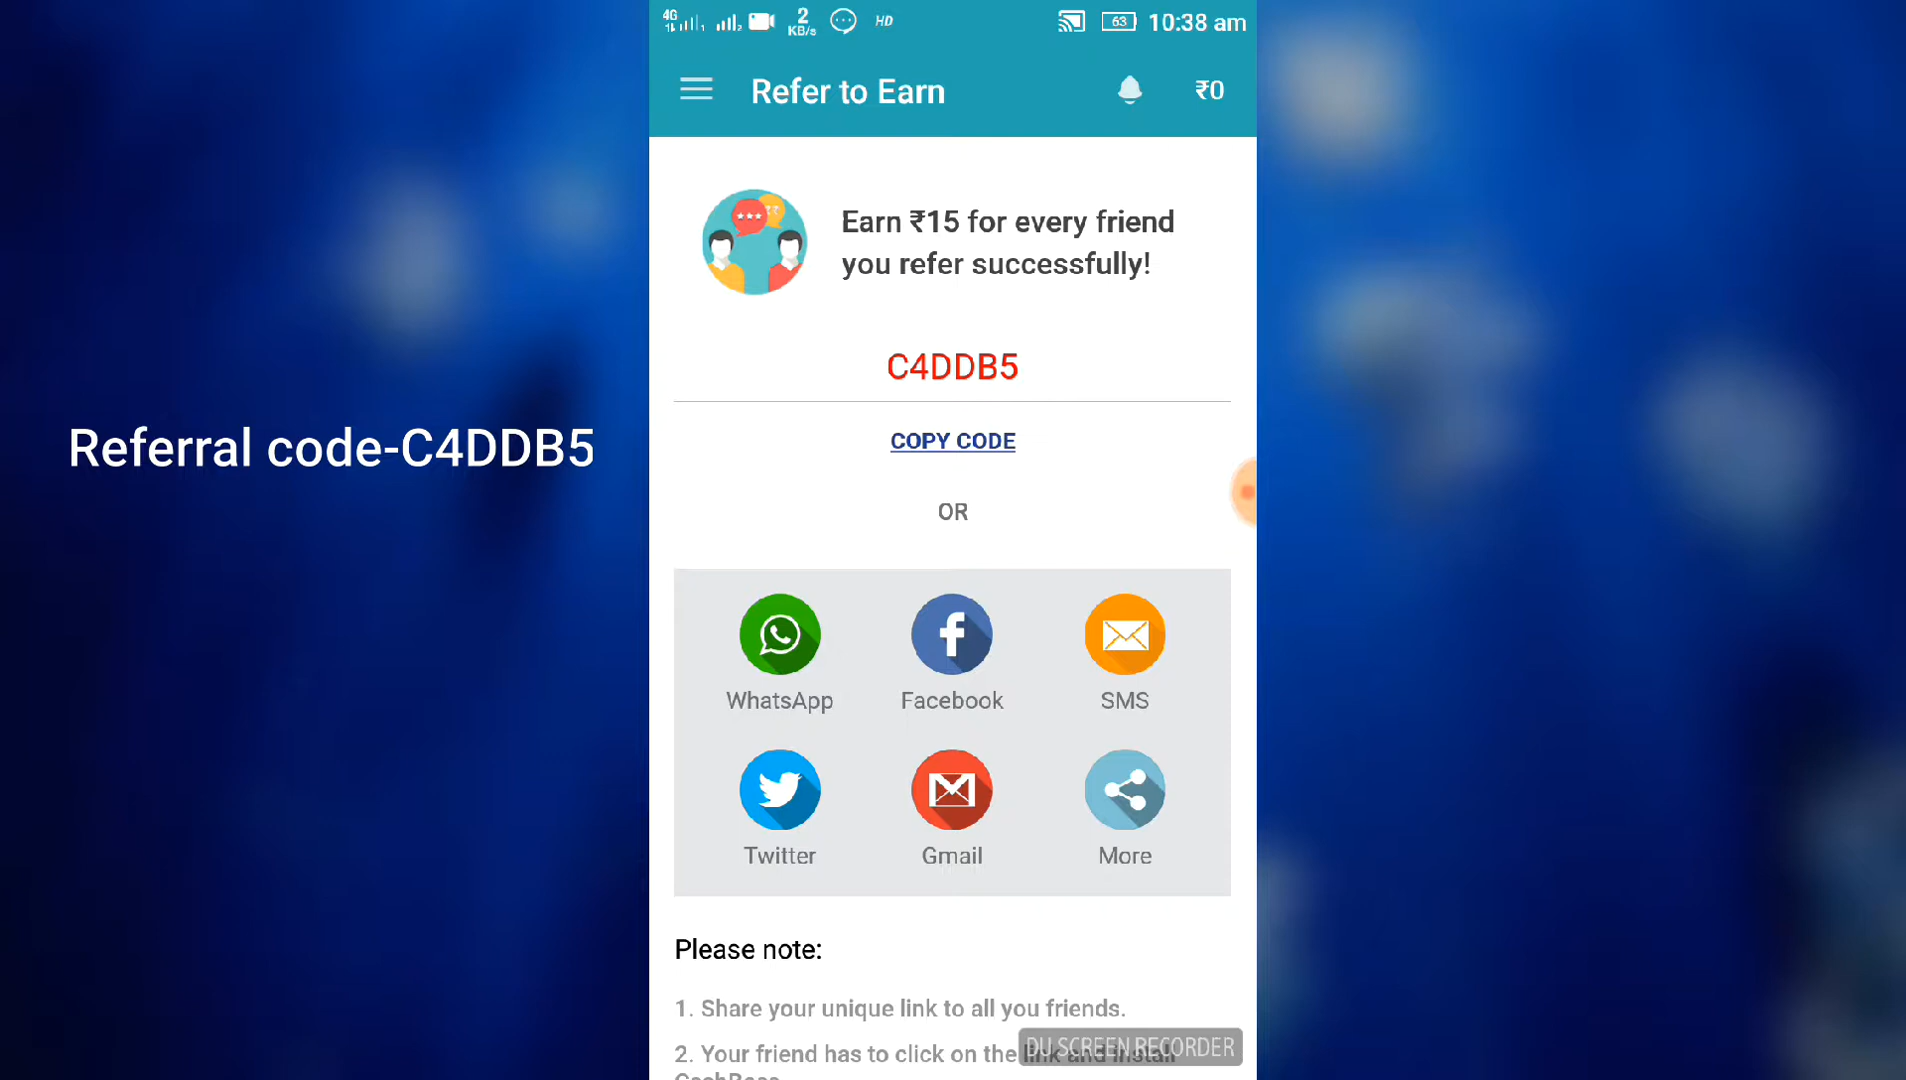 4G 2 KB/s HD 63 10:38 am
Refer to Earn ₹0
Earn ₹15 for every friend
you refer successfully!
C4DDB5
Referral code-C4DDB5
COPY CODE
OR
WhatsApp Facebook SMS
Twitter Gmail More
Please note:
1. Share your unique link to all you friends.
2. Your friend has to click on the link and install
DU SCREEN RECORDER